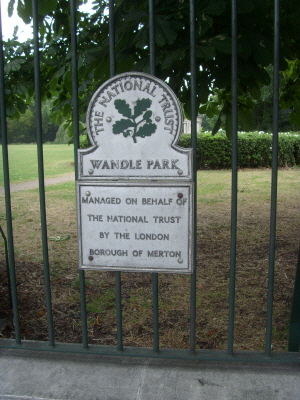 THE NATIONAL TRUST
WANDLE PARK
MANAGED ON BEHALF OF
THE NATIONAL TRUST
BY THE LONDON
BOROUGH OF MERTON